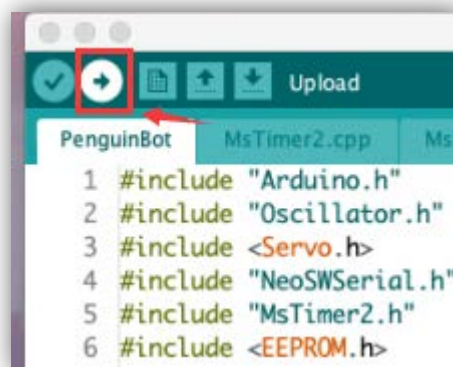 Upload
PenguinBot MsTimer2.cpp Ms
1 #include "Arduino.h"
2 #include "Oscillator.h"
3 #include <Servo.h>
4 #include "NeoSWSerial.h"
5 #include "MsTimer2.h"
6 #include <EEPROM.h>